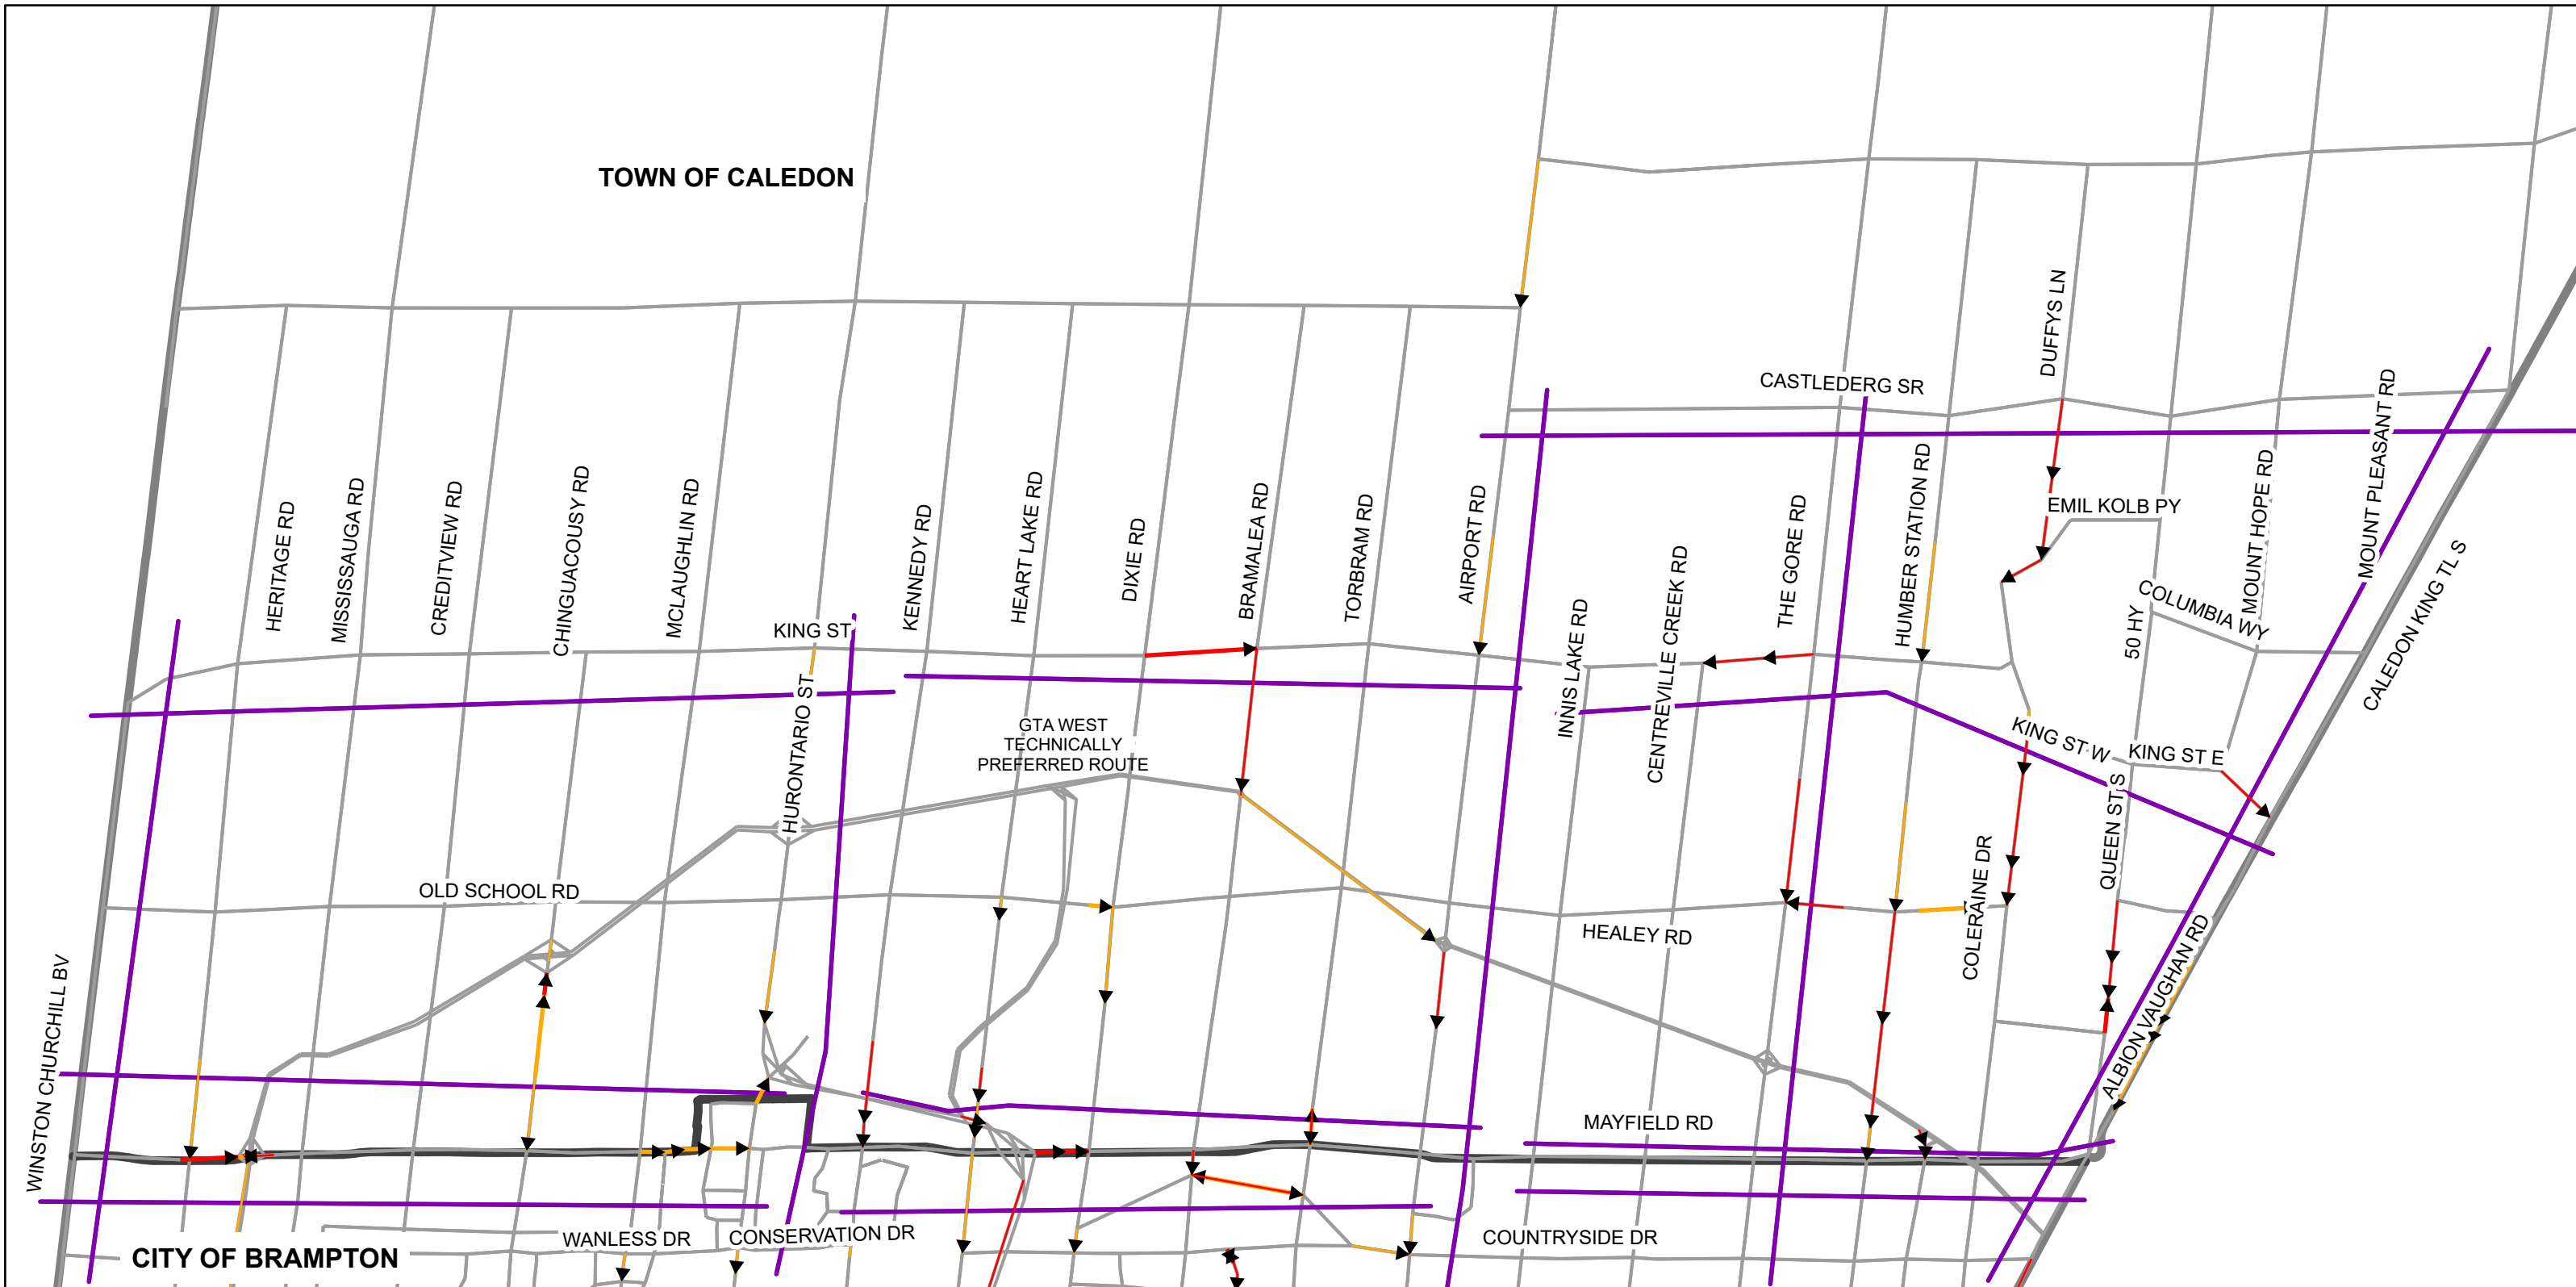 TOWN OF CALEDON
DUFFYS LN
CASTLEDERG SR
MOUNT PLEASANT RD
HERITAGE RD
MISSISSAUGA RD
CREDITVIEW RD
CHINGUACOUSY RD
MCLAUGHLIN RD
KENNEDY RD
HEART LAKE RD
DIXIE RD
BRAMALEA RD
TORBRAM RD
AIRPORT RD
THE GORE RD
HUMBER STATION RD
EMIL KOLB PY
MOUNT HOPE RD
COLUMBIA WY
50 HY
CALEDON KING TL S
KING ST
INNIS LAKE RD
CENTREVILLE CREEK RD
HURONTARIO ST
GTA WEST
TECHNICALLY
PREFERRED ROUTE
KING ST W
KING ST E
QUEEN ST S
OLD SCHOOL RD
HEALEY RD
COLERAINE DR
ALBION VAUGHAN RD
WINSTON CHURCHILL BV
MAYFIELD RD
WANLESS DR
CONSERVATION DR
COUNTRYSIDE DR
CITY OF BRAMPTON